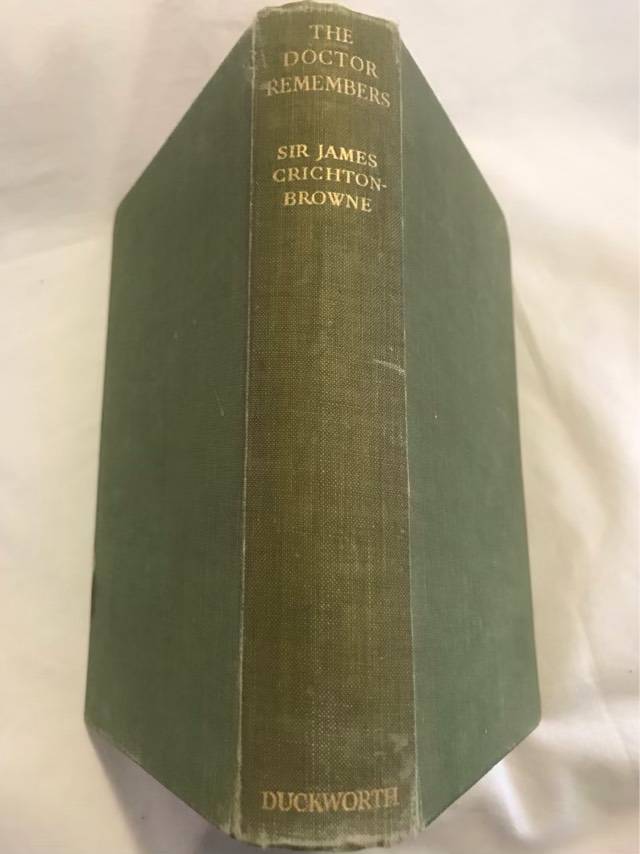 THE
DOCTOR
REMEMBERS
SIR JAMES
CRICHTON-
BROWNE
DUCKWORTH